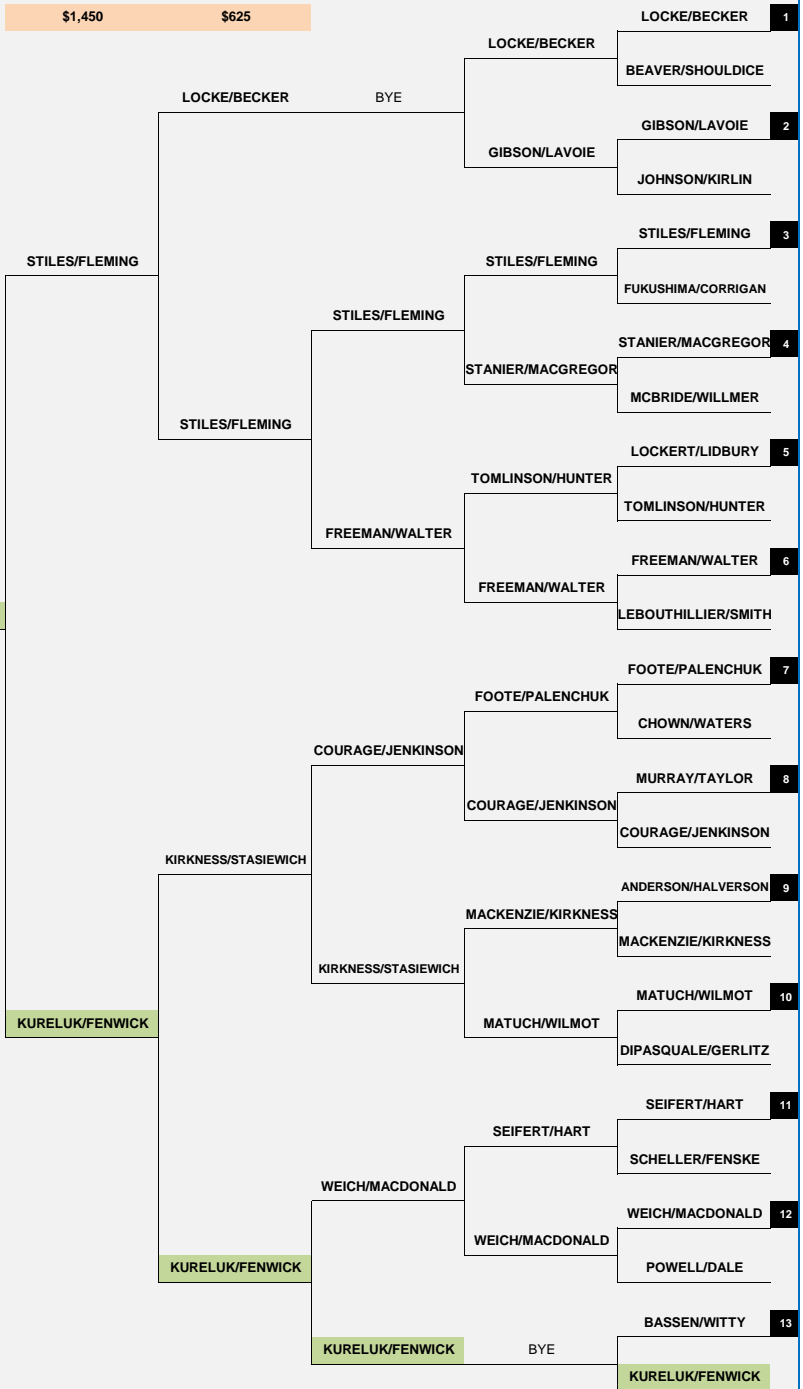 $1,450 $625
LOCKE/BECKER 1
LOCKE/BECKER
BEAVER/SHOULDICE
LOCKE/BECKER BYE
GIBSON/LAVOIE 2
GIBSON/LAVOIE
JOHNSON/KIRLIN
STILES/FLEMING 3
STILES/FLEMING STILES/FLEMING
FUKUSHIMA/CORRIGAN
STILES/FLEMING
STANIER/MACGREGOR 4
STANIER/MACGREGOR
MCBRIDE/WILLMER
STILES/FLEMING
LOCKERT/LIDBURY 5
TOMLINSON/HUNTER
TOMLINSON/HUNTER
FREEMAN/WALTER
FREEMAN/WALTER 6
FREEMAN/WALTER
LEBOUTHILLIER/SMITH
FOOTE/PALENCHUK 7
FOOTE/PALENCHUK
CHOWN/WATERS
COURAGE/JENKINSON
MURRAY/TAYLOR 8
COURAGE/JENKINSON
COURAGE/JENKINSON
KIRKNESS/STASIEWICH
ANDERSON/HALVERSON 9
MACKENZIE/KIRKNESS
MACKENZIE/KIRKNESS
KIRKNESS/STASIEWICH
MATUCH/WILMOT 10
KURELUK/FENWICK MATUCH/WILMOT
DIPASQUALE/GERLITZ
SEIFERT/HART 11
SEIFERT/HART
SCHELLER/FENSKE
WEICH/MACDONALD
WEICH/MACDONALD 12
WEICH/MACDONALD
KURELUK/FENWICK POWELL/DALE
BASSEN/WITTY 13
KURELUK/FENWICK BYE
KURELUK/FENWICK